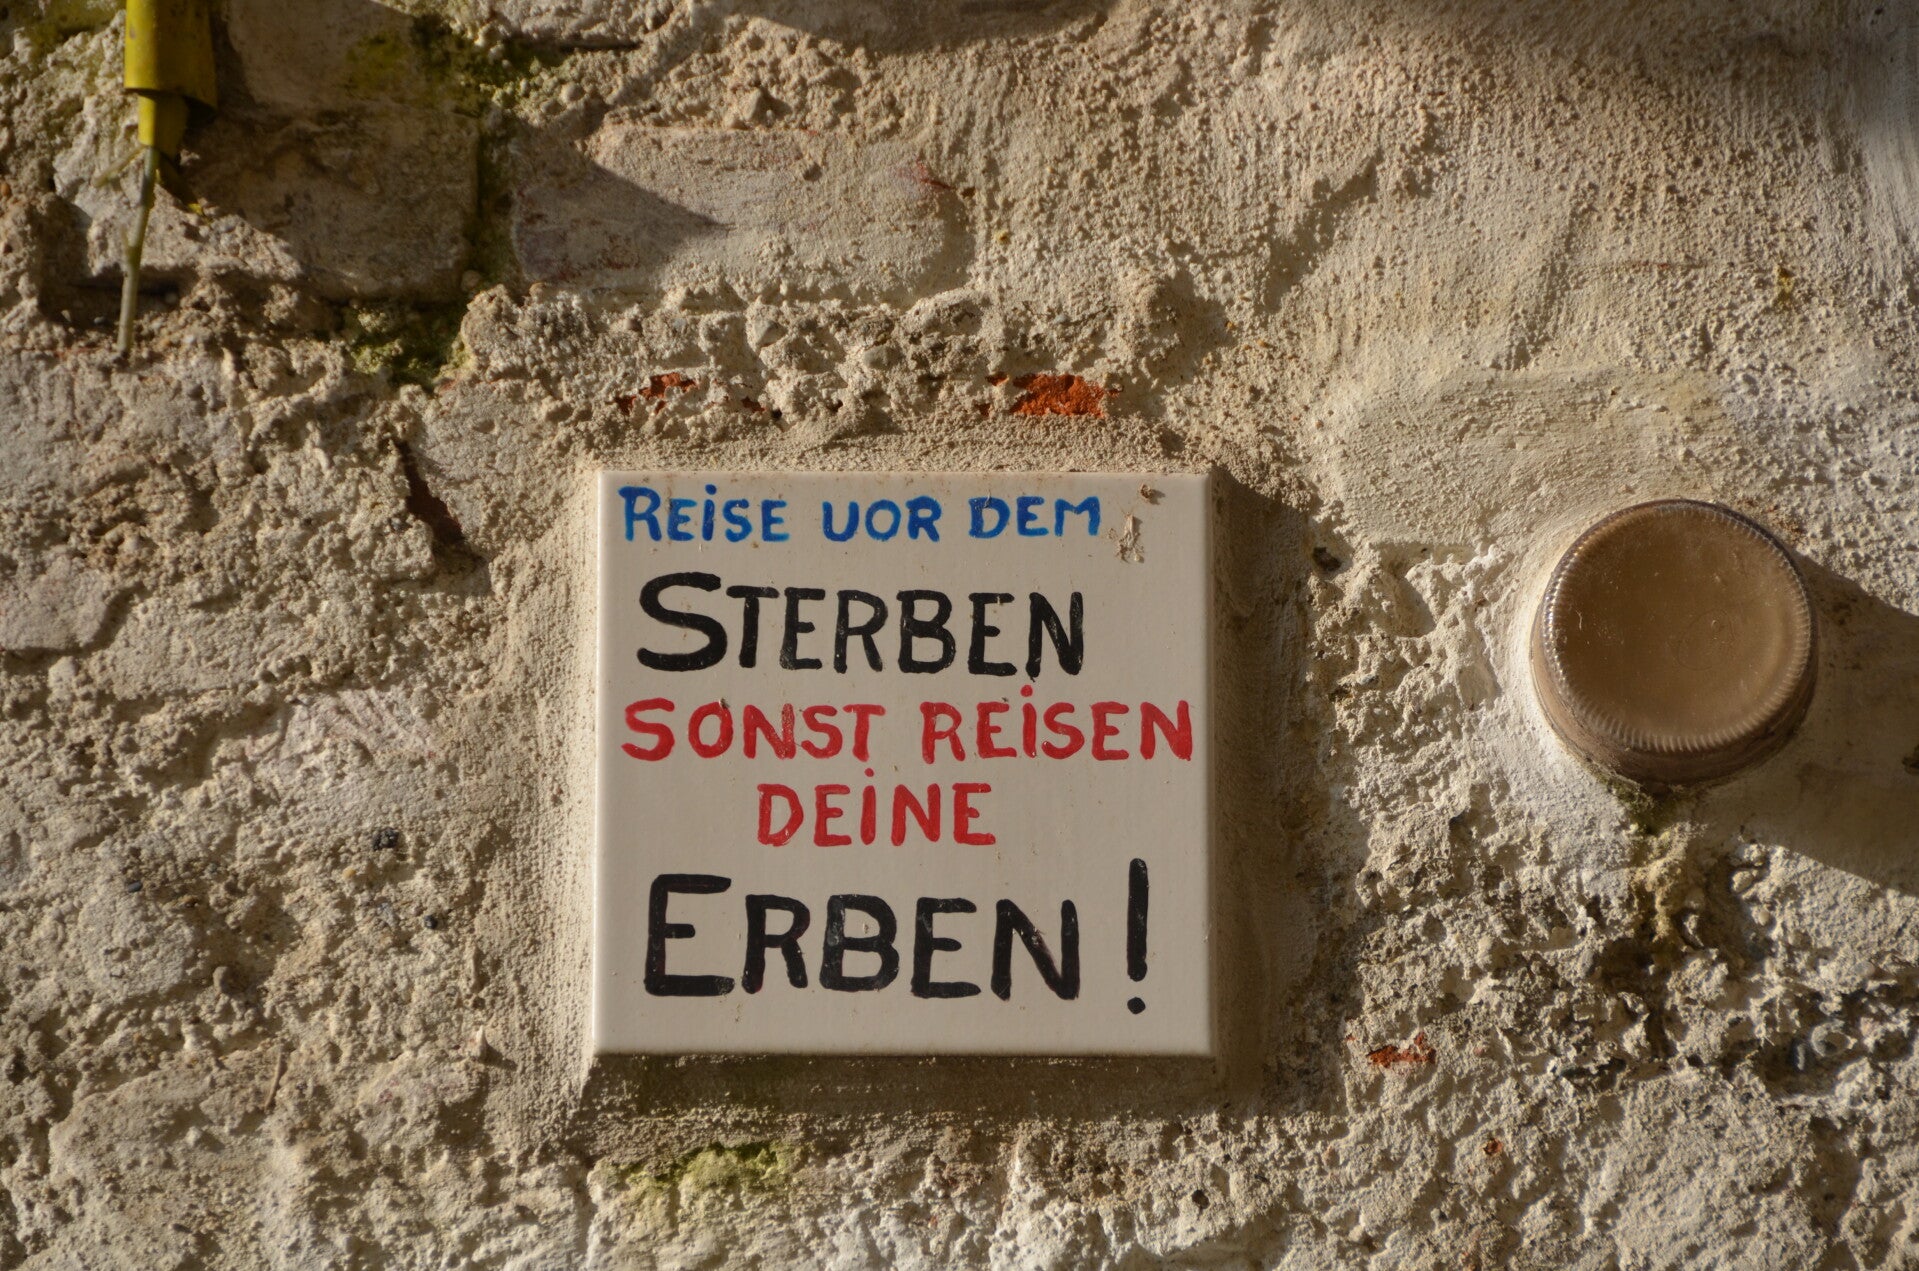 REiSE VOR DEM
STERBEN
SONST REiSEN
DEiNE
ERBEN!